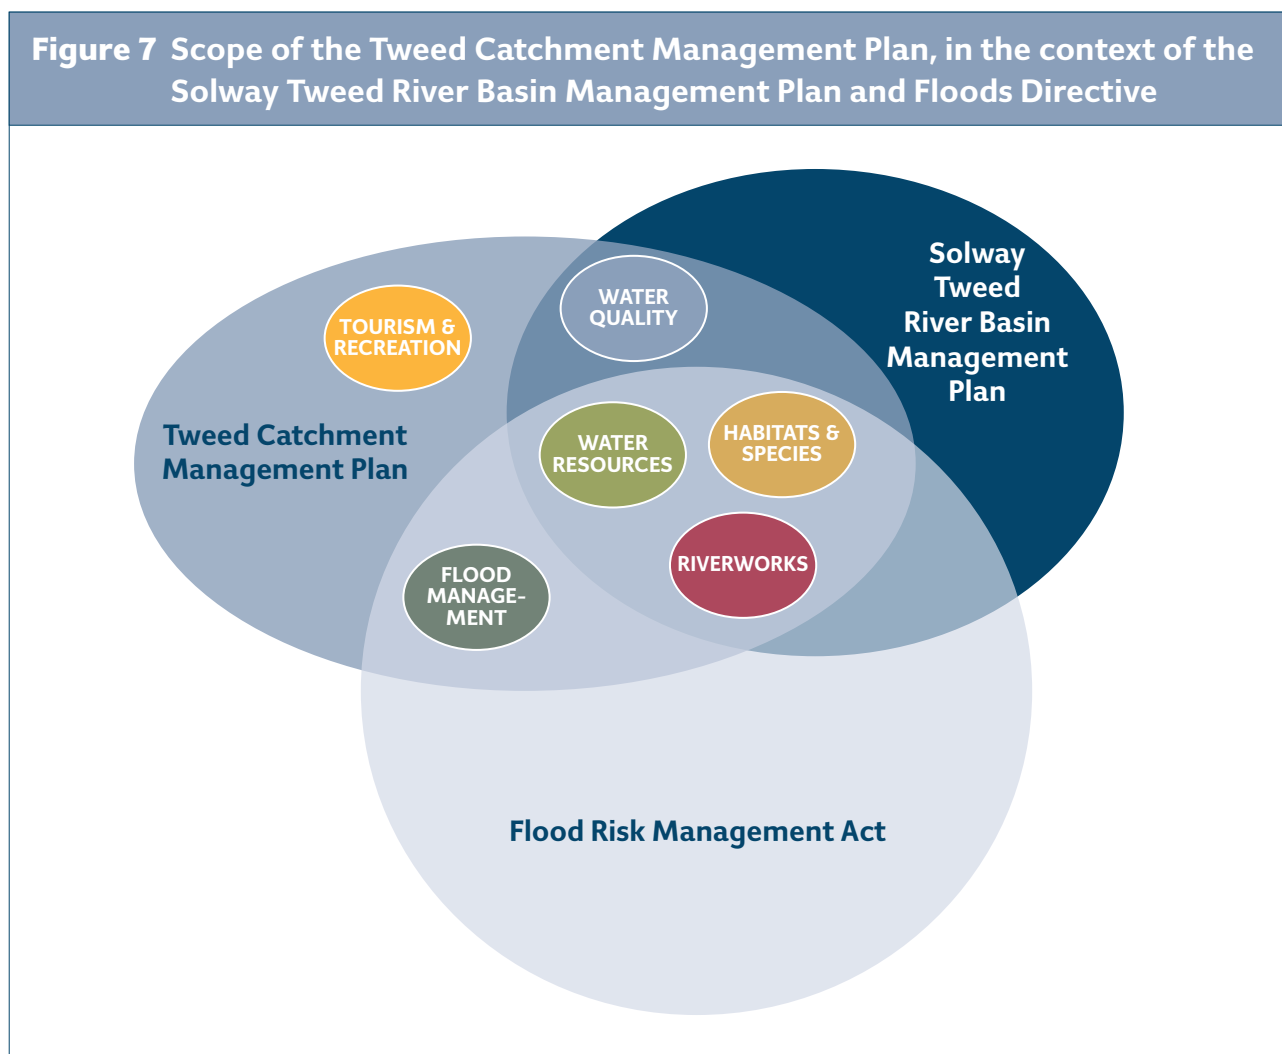 Figure 7 Scope of the Tweed Catchment Management Plan, in the context of the
Solway Tweed River Basin Management Plan and Floods Directive
Solway
Tweed
River Basin
Management
Plan
WATER
QUALITY
TOURISM &
RECREATION
Tweed Catchment
Management Plan
WATER
RESOURCES
HABITATS &
SPECIES
RIVERWORKS
FLOOD
MANAGE-
MENT
Flood Risk Management Act